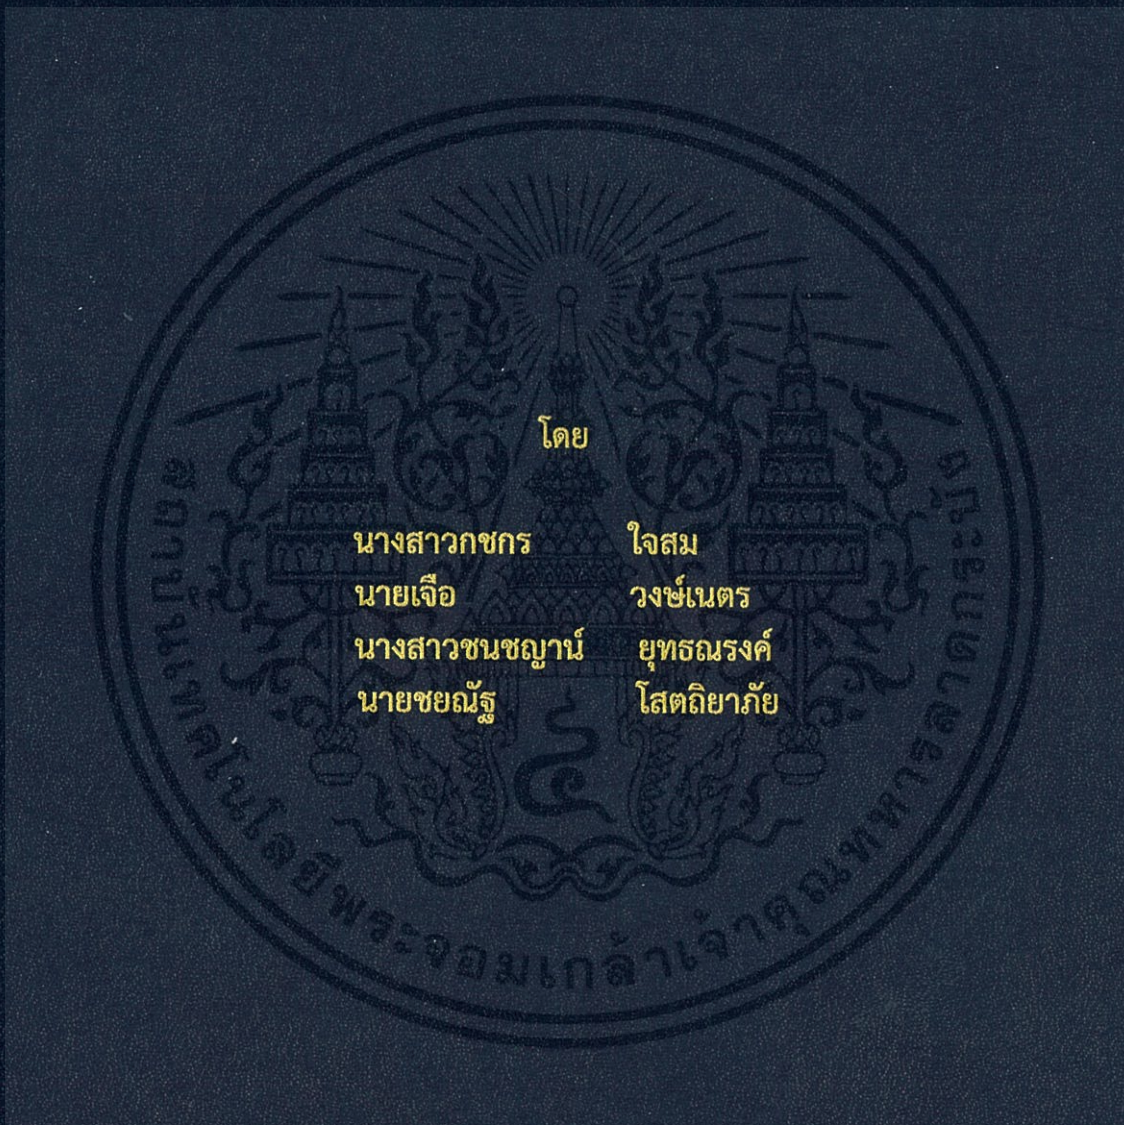 โดย
นางสาวกชกร ใจสม
นายเจือ วงษ์เนตร
นางสาวชนชญาน์ ยุทธณรงค์
นายชยณัฐ โสตถิยาภัย
สถาบันเทคโนโลยีพระจอมเกล้าเจ้าคุณทหารลาดกระบัง